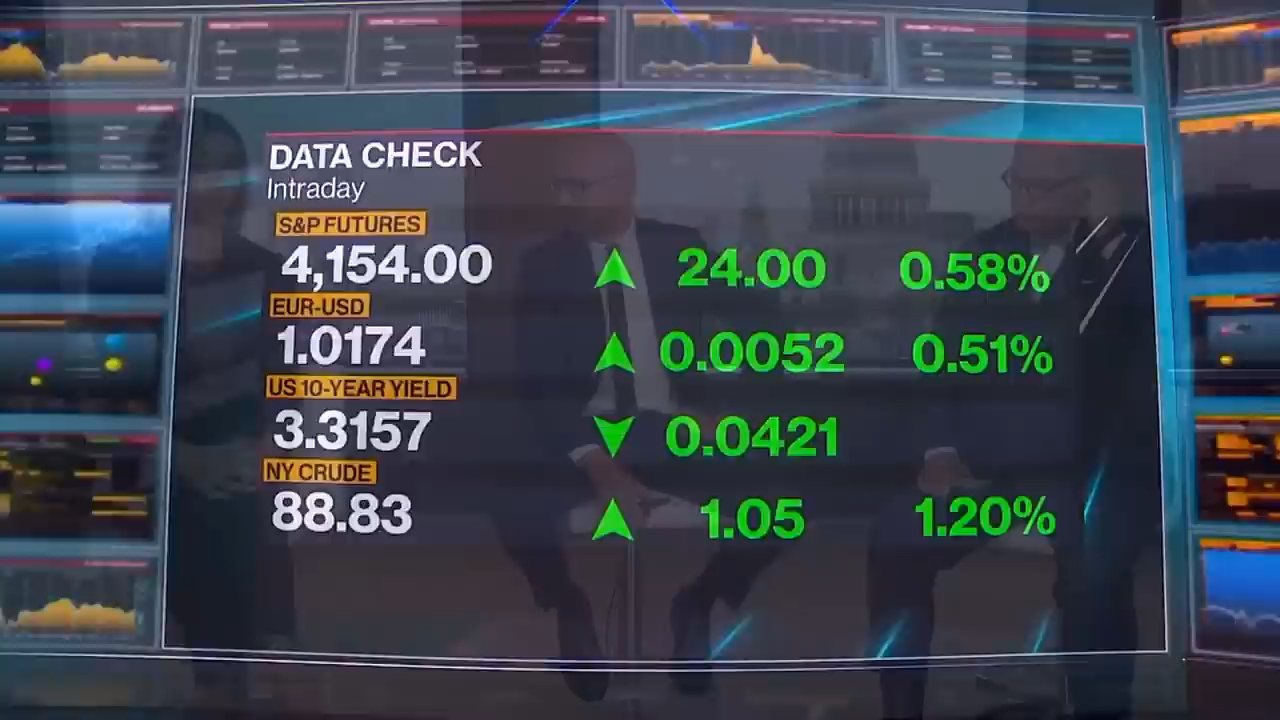 DATA CHECK
Intraday
S&P FUTURES
4,154.00 24.00 0.58%
EUR-USD
1.0174 0.0052 0.51%
US 10-YEAR YIELD
3.3157 0.0421
NY CRUDE
88.83 1.05 1.20%